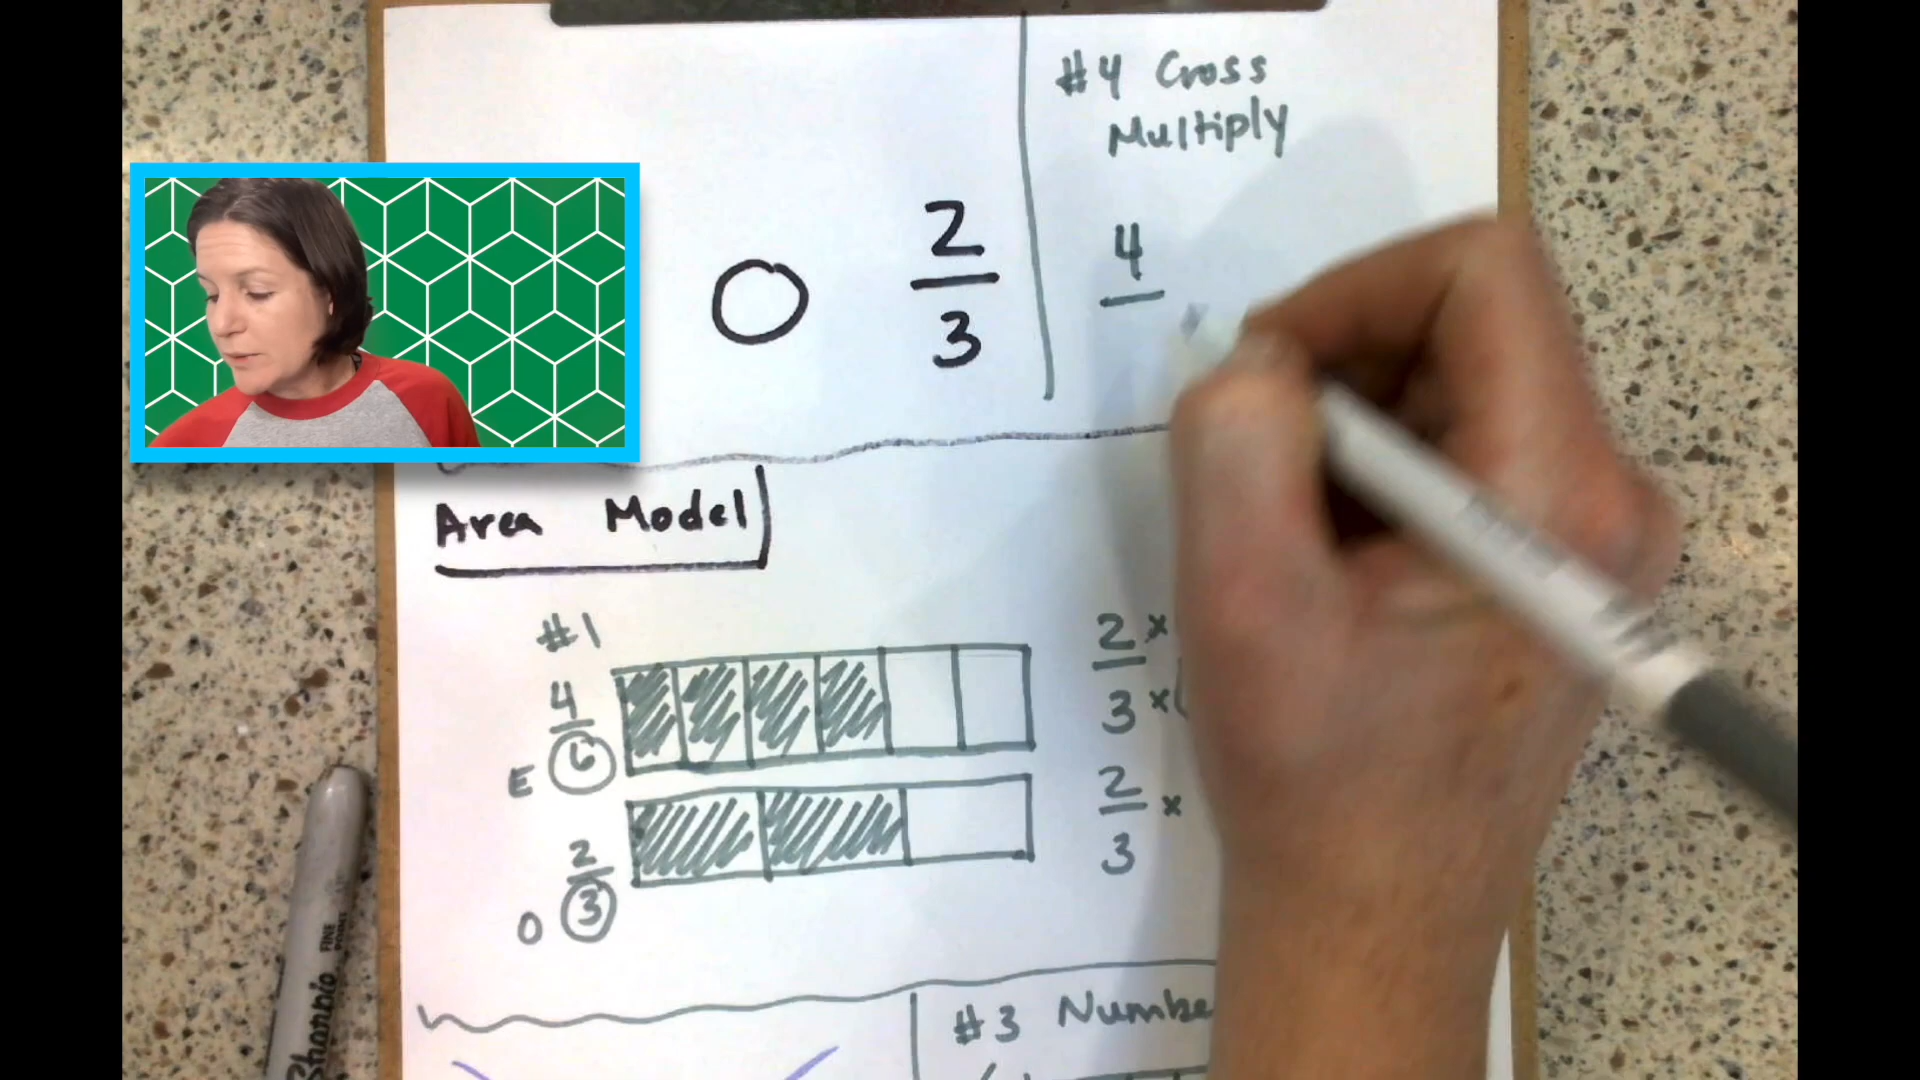 2
3
#4 Cross
Multiply
4
Area Model
#1
4
6
E
2
3
O
2 ×
3 ×
2 ×
3
#3 Number
FINE POINT
Sharpie